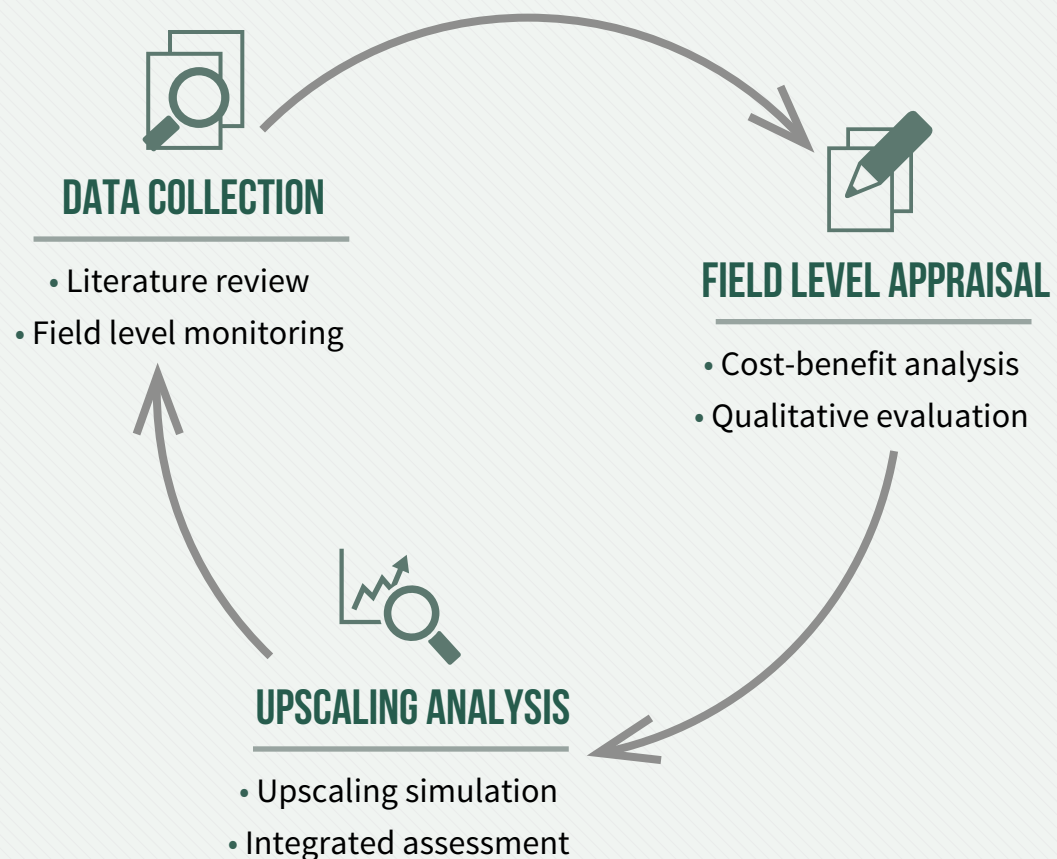 DATA COLLECTION
• Literature review
• Field level monitoring
FIELD LEVEL APPRAISAL
• Cost-benefit analysis
• Qualitative evaluation
UPSCALING ANALYSIS
• Upscaling simulation
• Integrated assessment